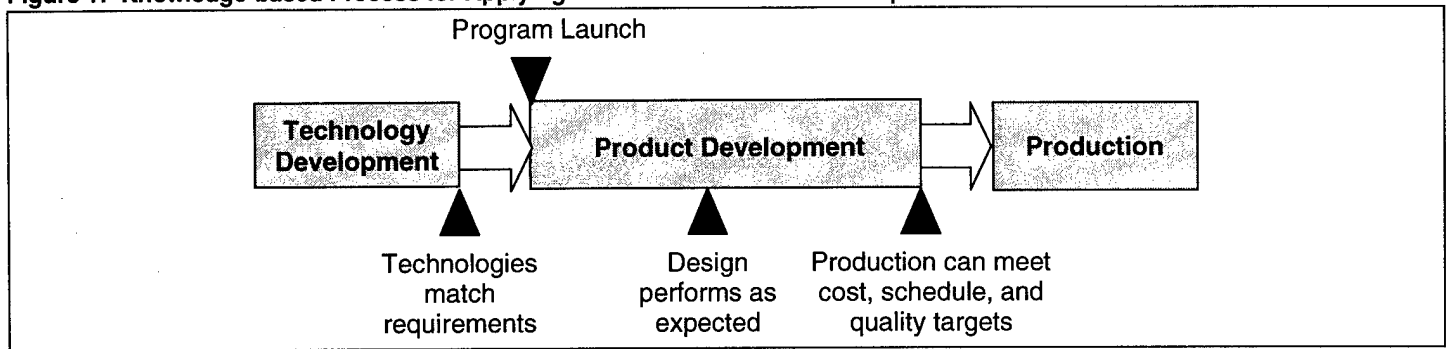 Program Launch
Technology
Development
Product Development
Production
Technologies
match
requirements
Design
performs as
expected
Production can meet
cost, schedule, and
quality targets